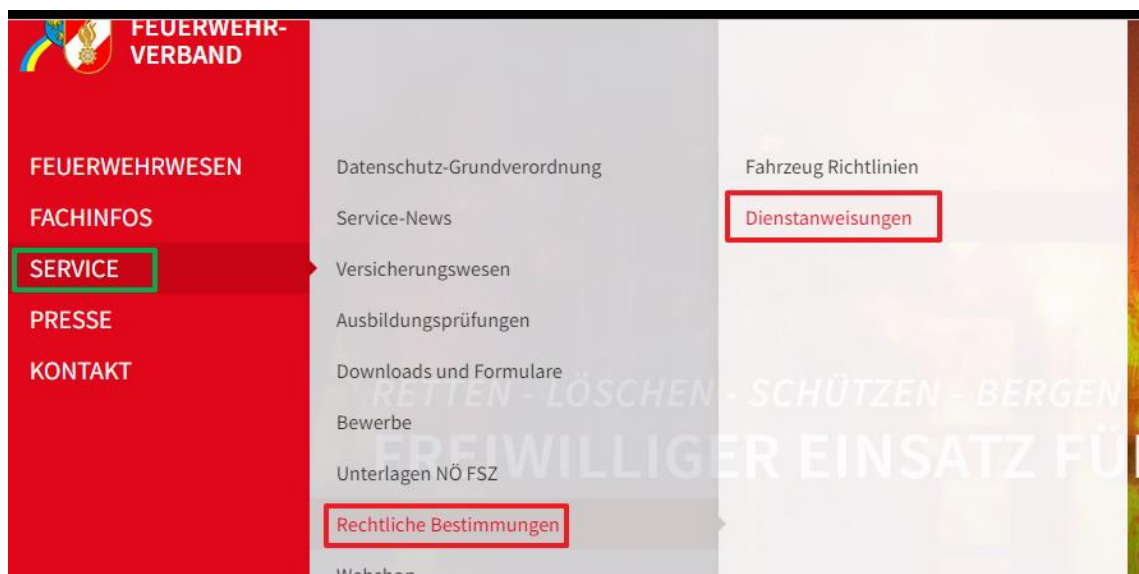 FEUERWEHR-
VERBAND
FEUERWEHRWESEN
FACHINFOS
SERVICE
PRESSE
KONTAKT
Datenschutz-Grundverordnung
Service-News
Versicherungswesen
Ausbildungsprüfungen
Downloads und Formulare
Bewerbe
Unterlagen NÖ FSZ
Rechtliche Bestimmungen
Webshop
Fahrzeug Richtlinien
Dienstanweisungen
RETTEN - LÖSCHEN - SCHÜTZEN - BERGEN
FREIWILLIGER EINSATZ FÜ